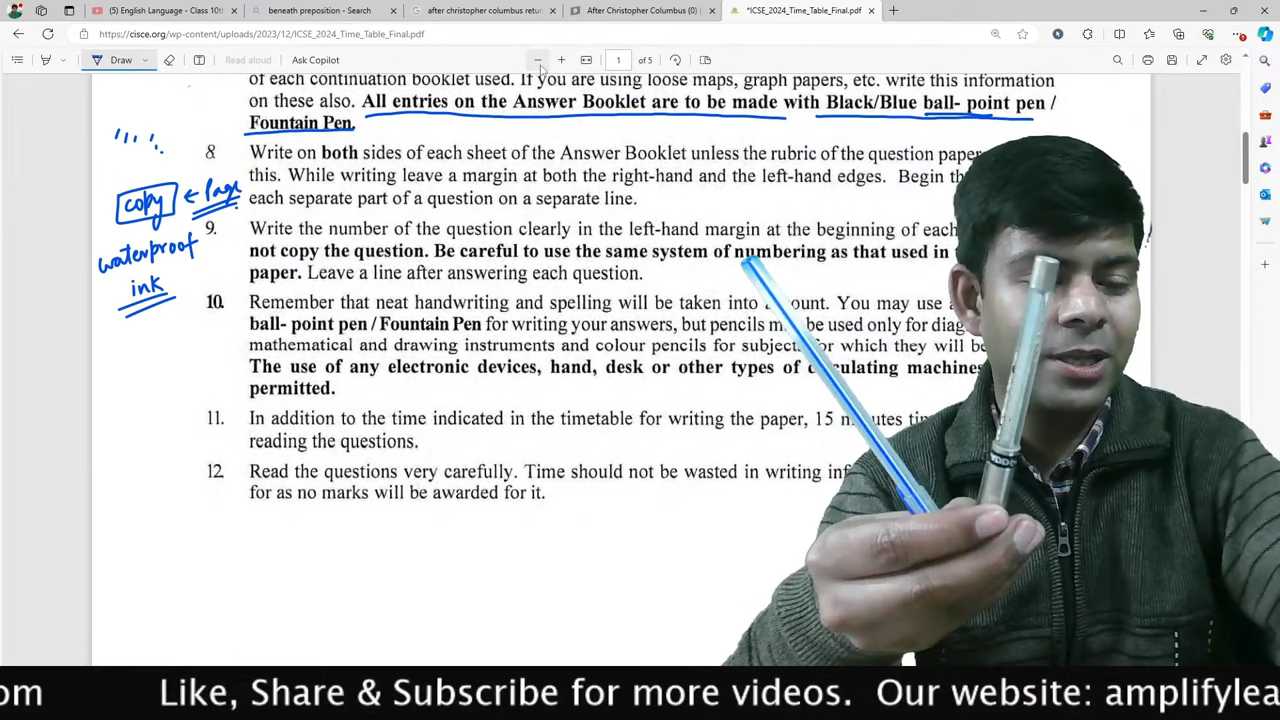 (5) English Language - Class 10th
beneath preposition - Search
after christopher columbus retur
After Christopher Columbus (0)
*ICSE_2024_Time_Table_Final.pdf
https://cisce.org/wp-content/uploads/2023/12/ICSE_2024_Time_Table_Final.pdf
Draw
Read aloud
Ask Copilot
1 of 5
of each continuation booklet used. If you are using loose maps, graph papers, etc. write this information
on these also. All entries on the Answer Booklet are to be made with Black/Blue ball- point pen /
Fountain Pen.
8. Write on both sides of each sheet of the Answer Booklet unless the rubric of the question paper
this. While writing leave a margin at both the right-hand and the left-hand edges. Begin th
each separate part of a question on a separate line.
copy ← Page
waterproof
ink
9. Write the number of the question clearly in the left-hand margin at the beginning of each
not copy the question. Be careful to use the same system of numbering as that used in
paper. Leave a line after answering each question.
10. Remember that neat handwriting and spelling will be taken into account. You may use
ball- point pen / Fountain Pen for writing your answers, but pencils may be used only for diag
mathematical and drawing instruments and colour pencils for subjects for which they will be
The use of any electronic devices, hand, desk or other types of calculating machines
permitted.
11. In addition to the time indicated in the timetable for writing the paper, 15 minutes ti
reading the questions.
12. Read the questions very carefully. Time should not be wasted in writing inf
for as no marks will be awarded for it.
om Like, Share & Subscribe for more videos. Our website: amplifylea